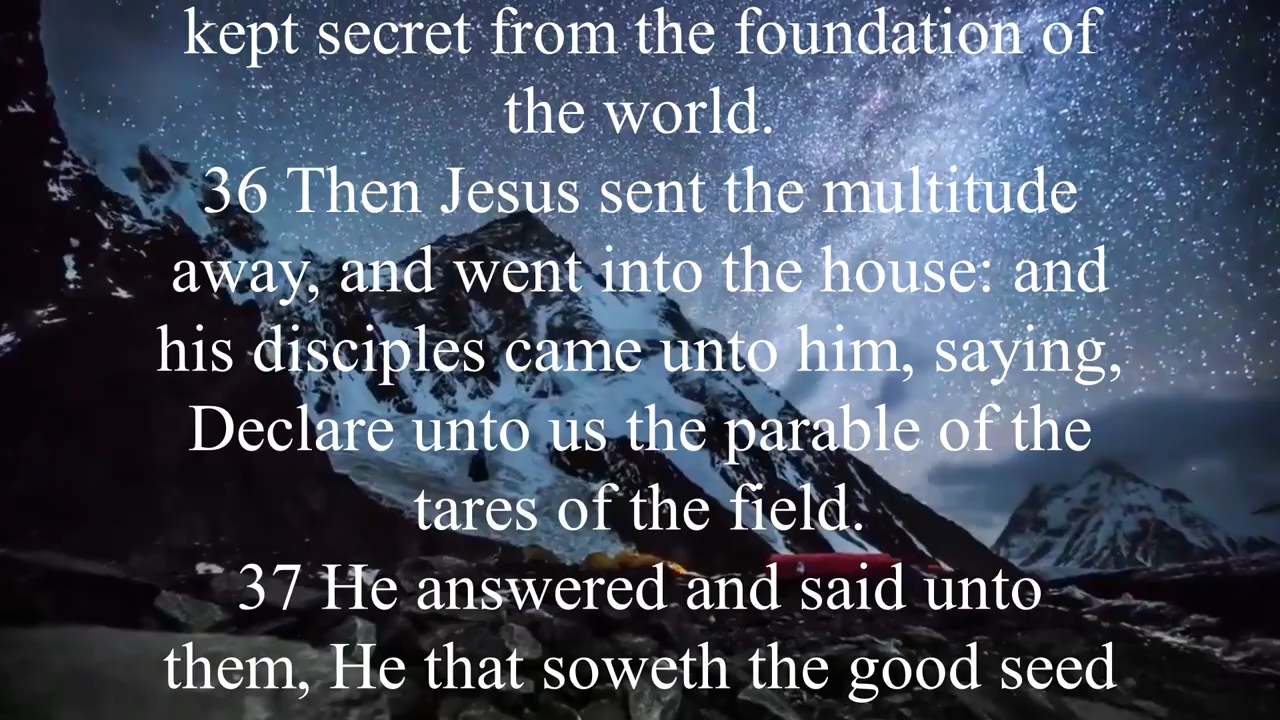 kept secret from the foundation of
the world.
36 Then Jesus sent the multitude
away, and went into the house: and
his disciples came unto him, saying,
Declare unto us the parable of the
tares of the field.
37 He answered and said unto
them, He that soweth the good seed